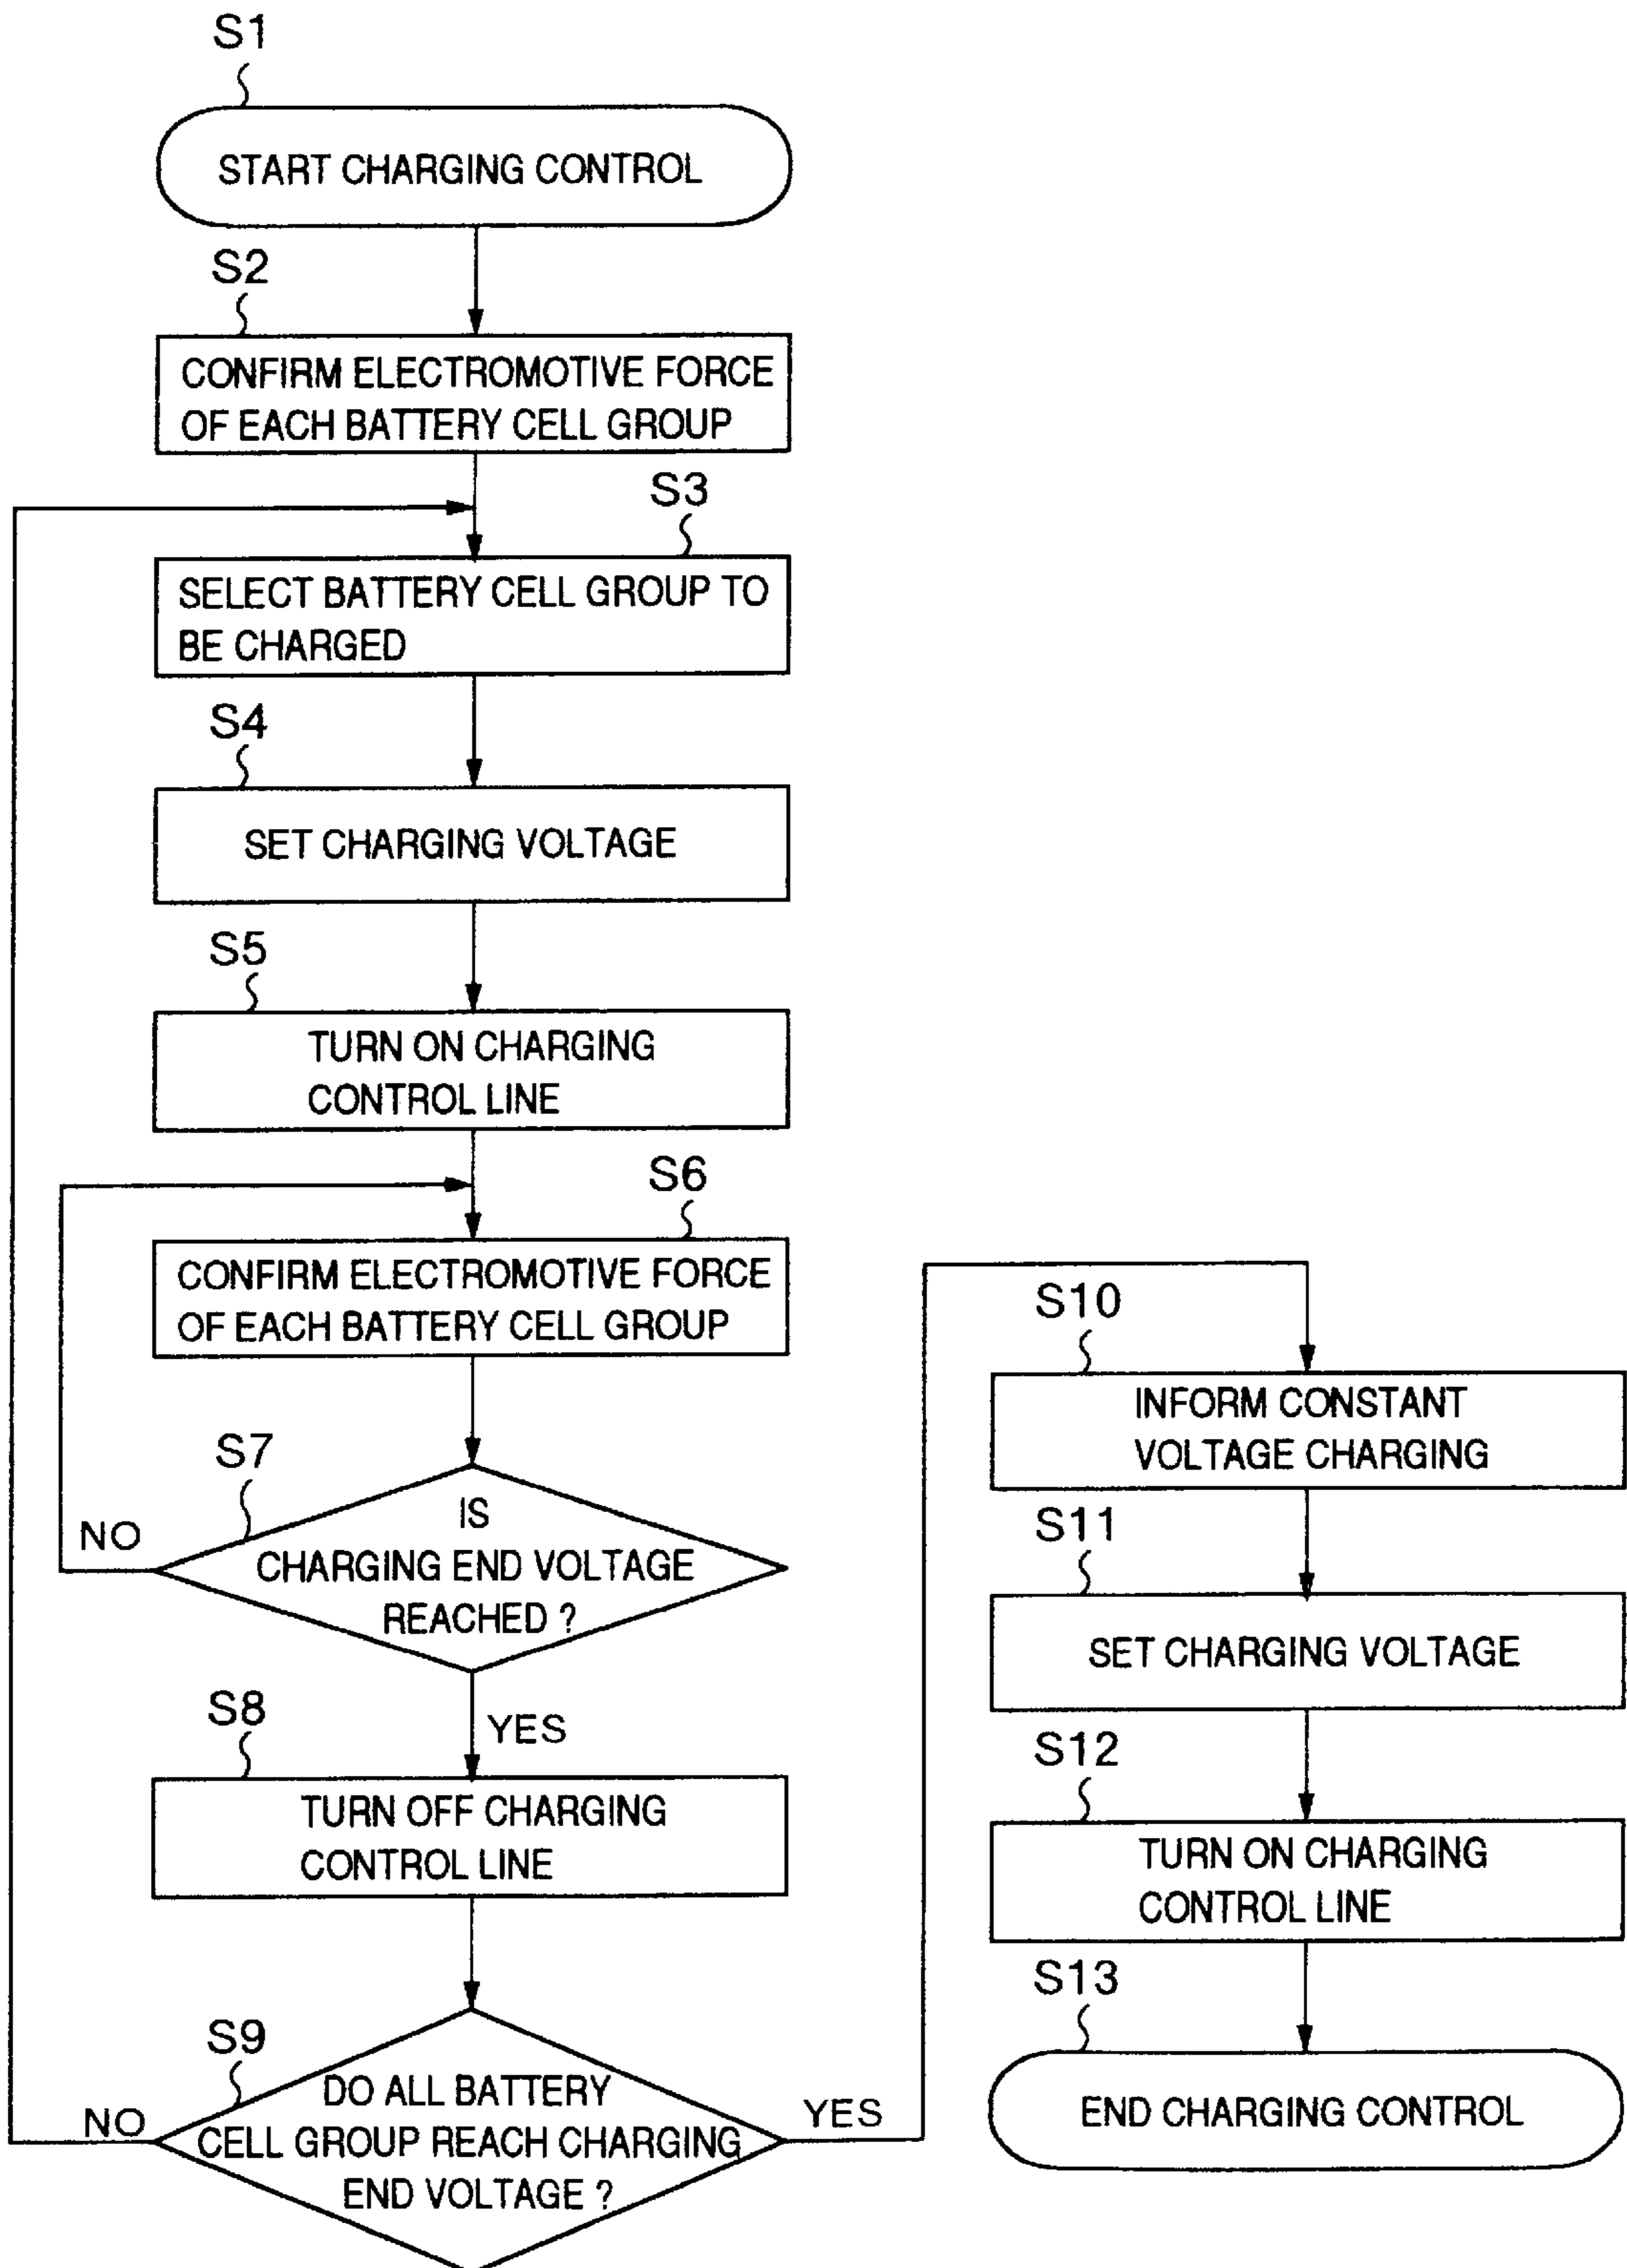 S1
START CHARGING CONTROL
S2
CONFIRM ELECTROMOTIVE FORCE
OF EACH BATTERY CELL GROUP
S3
SELECT BATTERY CELL GROUP TO
BE CHARGED
S4
SET CHARGING VOLTAGE
S5
TURN ON CHARGING
CONTROL LINE
S6
CONFIRM ELECTROMOTIVE FORCE
OF EACH BATTERY CELL GROUP
S7
NO
IS
CHARGING END VOLTAGE
REACHED ?
YES
S8
TURN OFF CHARGING
CONTROL LINE
S9
NO
DO ALL BATTERY
CELL GROUP REACH CHARGING
END VOLTAGE ?
YES
S10
INFORM CONSTANT
VOLTAGE CHARGING
S11
SET CHARGING VOLTAGE
S12
TURN ON CHARGING
CONTROL LINE
S13
END CHARGING CONTROL